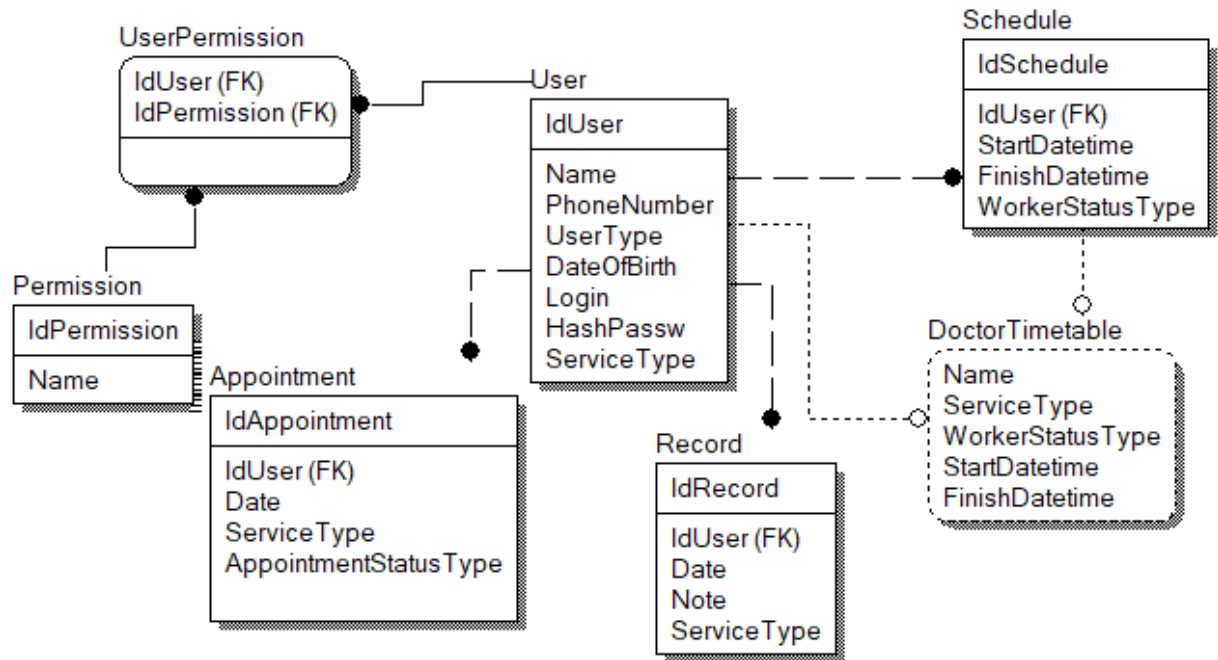 UserPermission
IdUser (FK)
IdPermission (FK)
User
IdUser
Name
PhoneNumber
UserType
DateOfBirth
Login
HashPassw
ServiceType
Schedule
IdSchedule
IdUser (FK)
StartDatetime
FinishDatetime
WorkerStatusType
Permission
IdPermission
Name
Appointment
IdAppointment
IdUser (FK)
Date
ServiceType
AppointmentStatusType
Record
IdRecord
IdUser (FK)
Date
Note
ServiceType
DoctorTimetable
Name
ServiceType
WorkerStatusType
StartDatetime
FinishDatetime